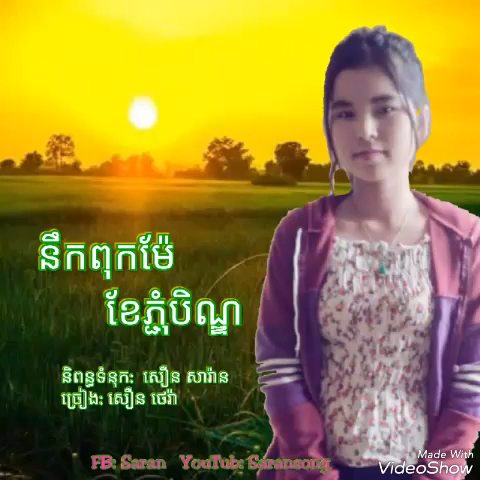 នឹកពុកម៉ែ
ខែភ្ជុំបិណ្ឌ
និពន្ធទំនុក: សឿន សារ៉ាន
ច្រៀង: សឿន ថេរ៉ា
FB: Saran YouTub: Saransong
Made With
VideoShow